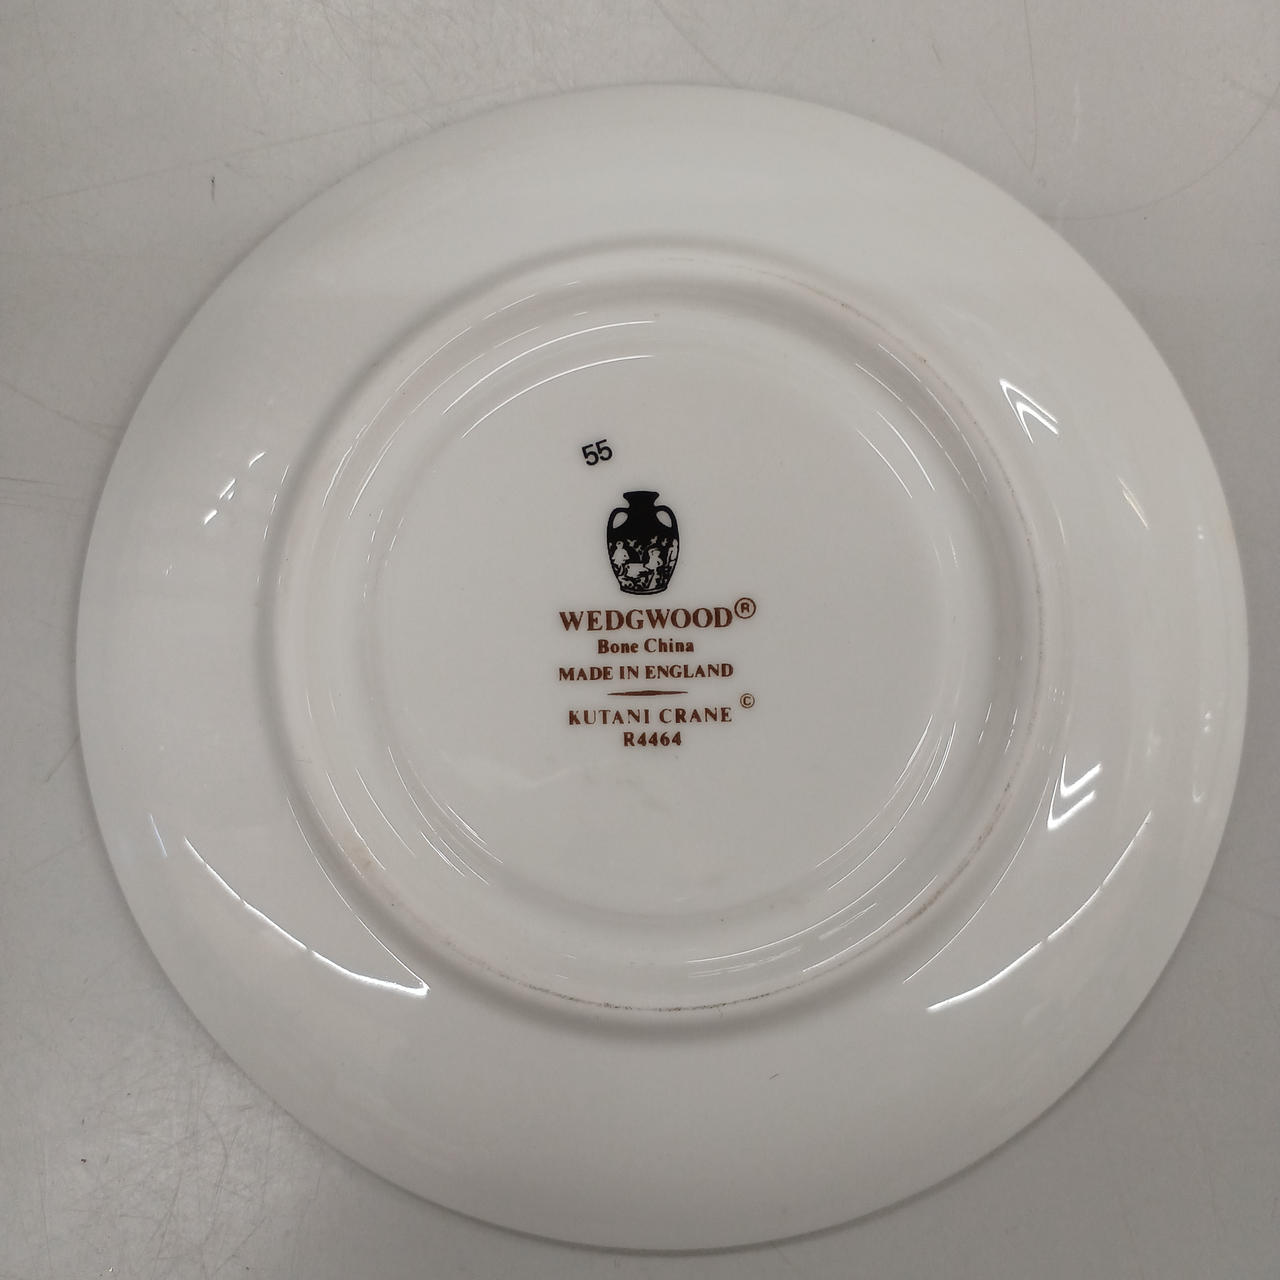 55
WEDGWOOD®
Bone China
MADE IN ENGLAND
KUTANI CRANE ©
R4464